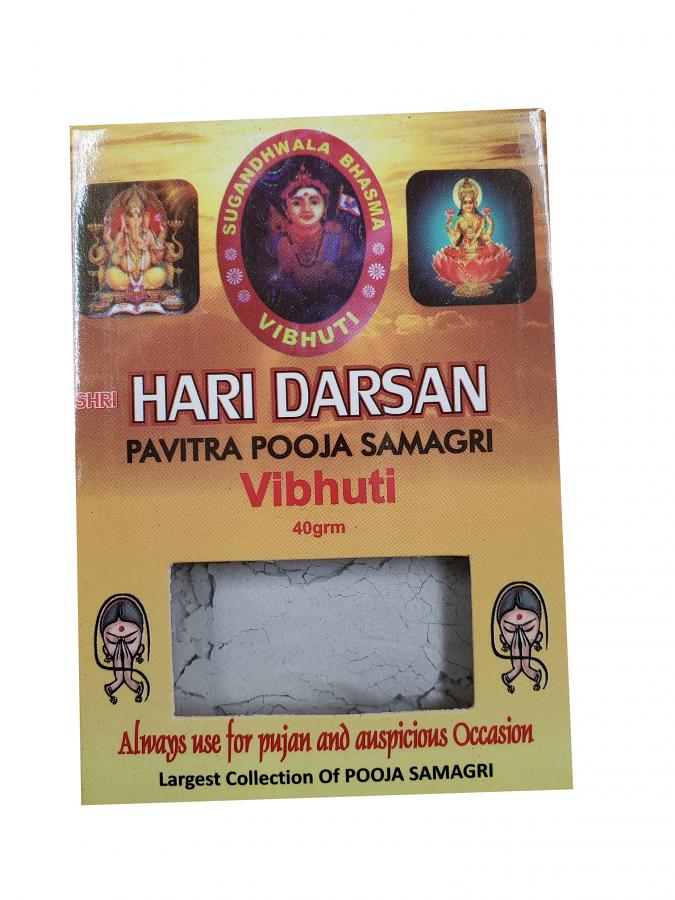 SUGANDHWALA BHASMA
VIBHUTI
SHRI HARI DARSAN
PAVITRA POOJA SAMAGRI
Vibhuti
40grm
Always use for pujan and auspicious Occasion
Largest Collection Of POOJA SAMAGRI